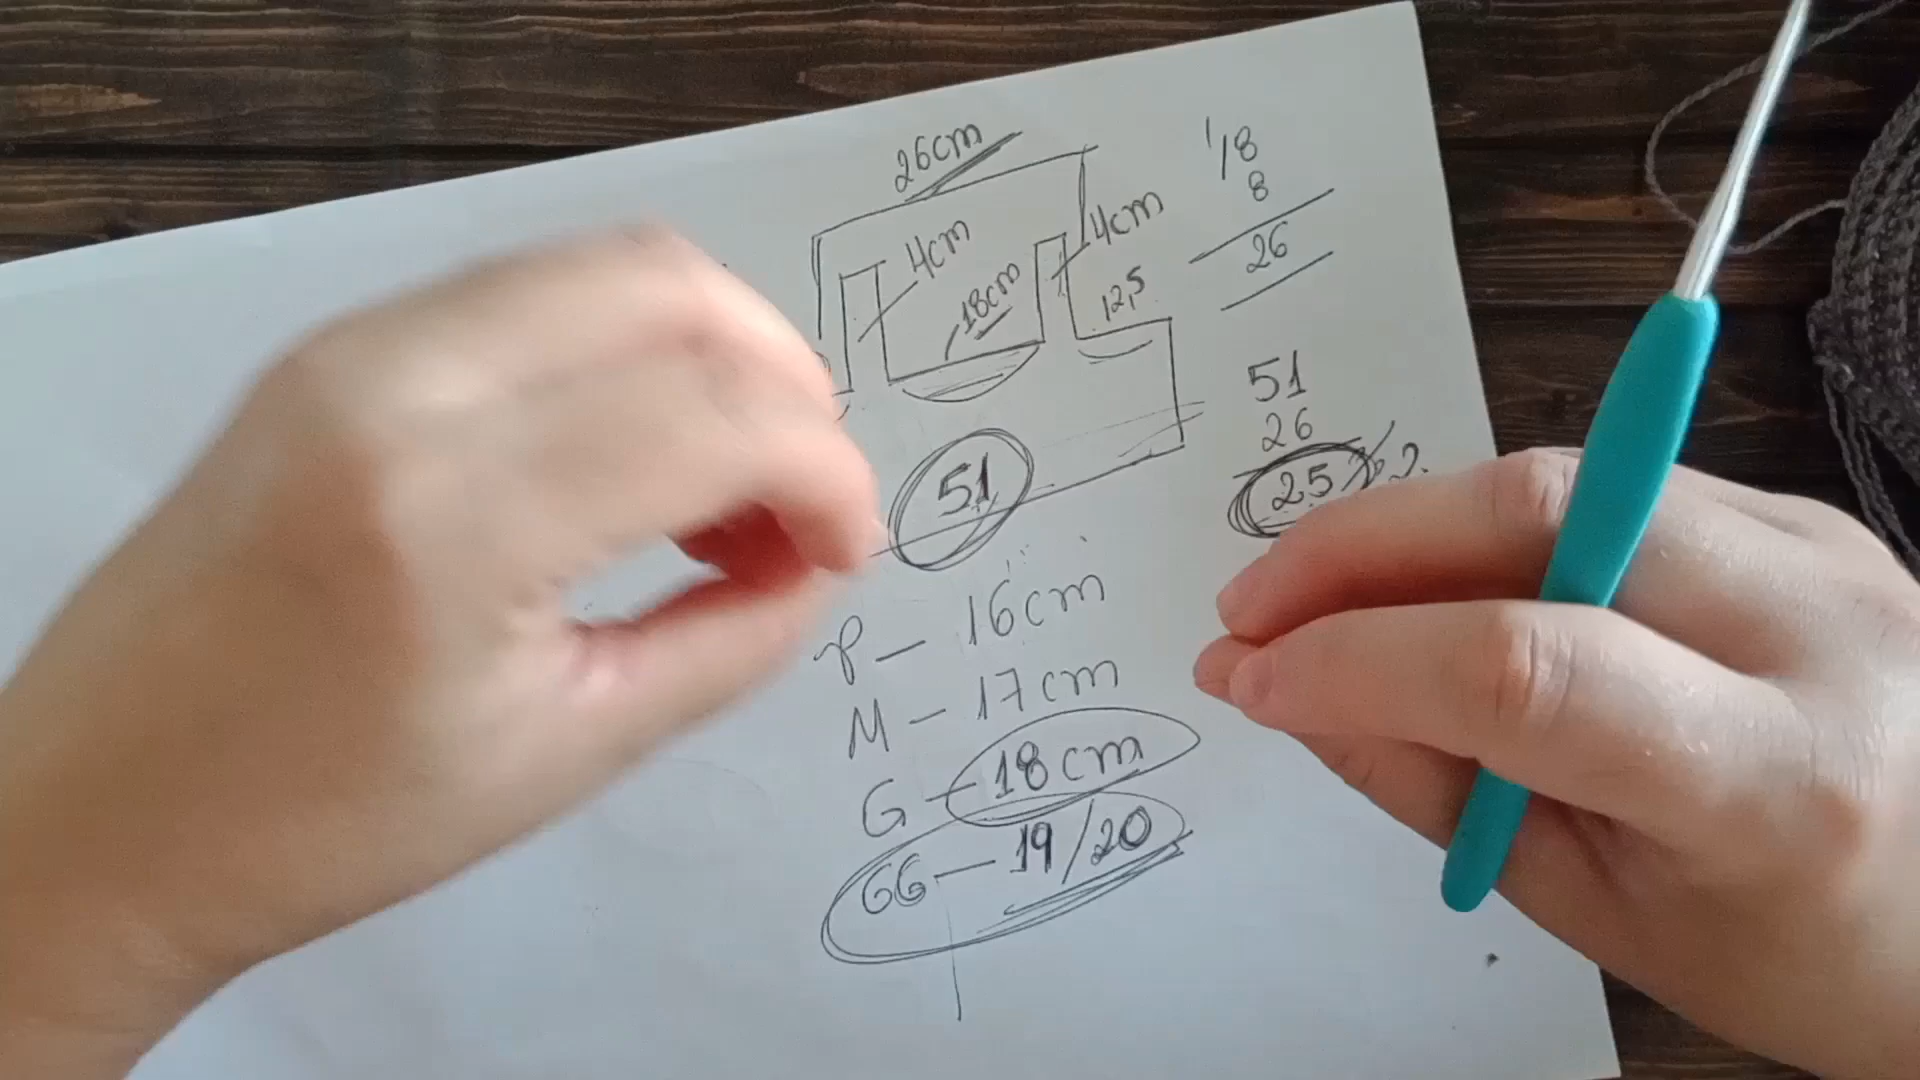 26cm
4cm
4cm
18cm
12,5
18
8
26
51
26
25
51
P - 16cm
M - 17cm
G - 18cm
GG - 19/20